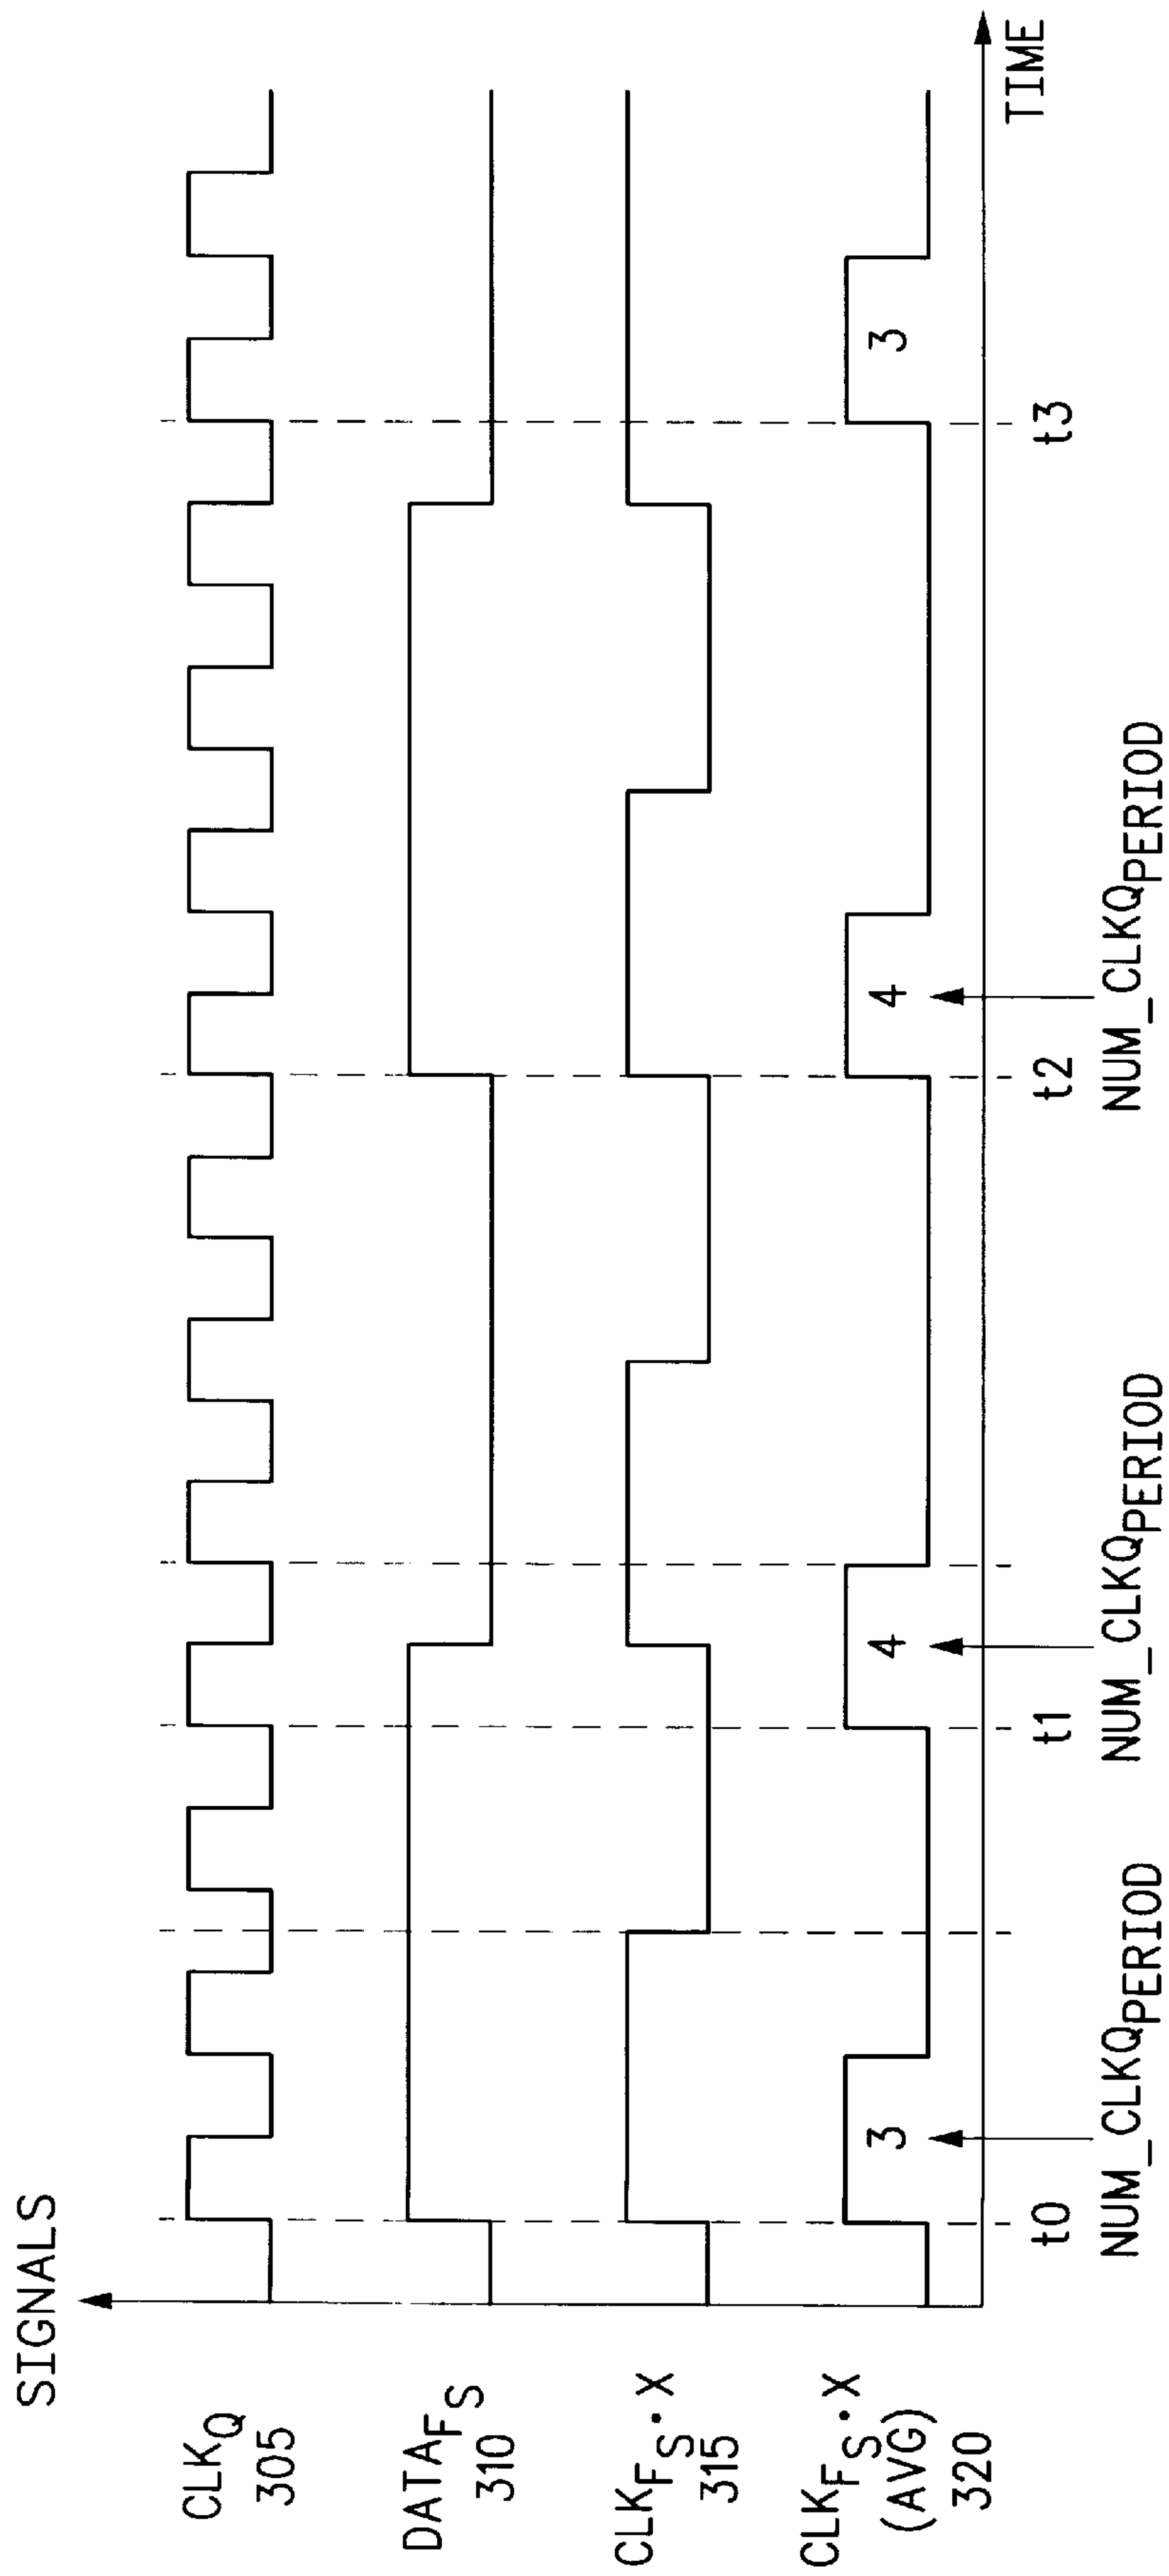 SIGNALS
CLKQ
305
DATAFS
310
CLKFS·X
315
CLKFS·X
(AVG)
320
3
4
4
3
t0
t1
t2
t3
TIME
NUM_CLKQPERIOD
NUM_CLKQPERIOD
NUM_CLKQPERIOD